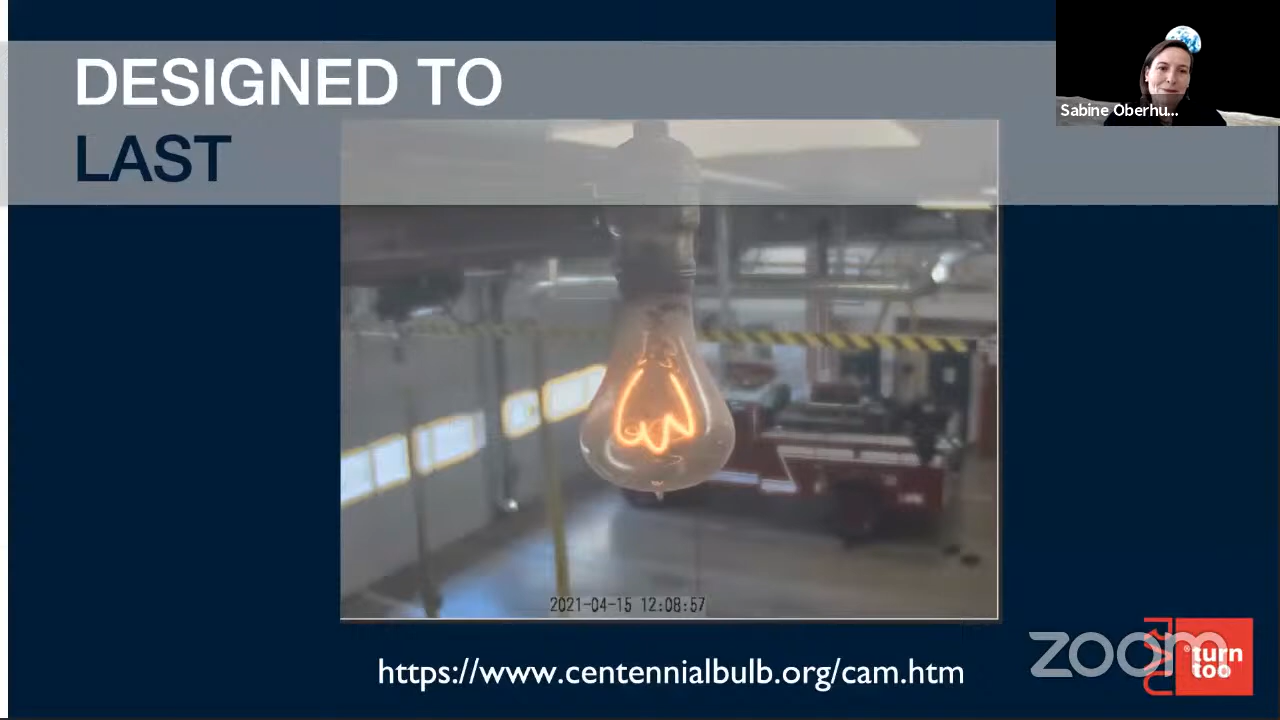 DESIGNED TO
LAST
Sabine Oberhu...
2021-04-15 12:08:57
https://www.centennialbulb.org/cam.htm
zoom
RAU
turn
too